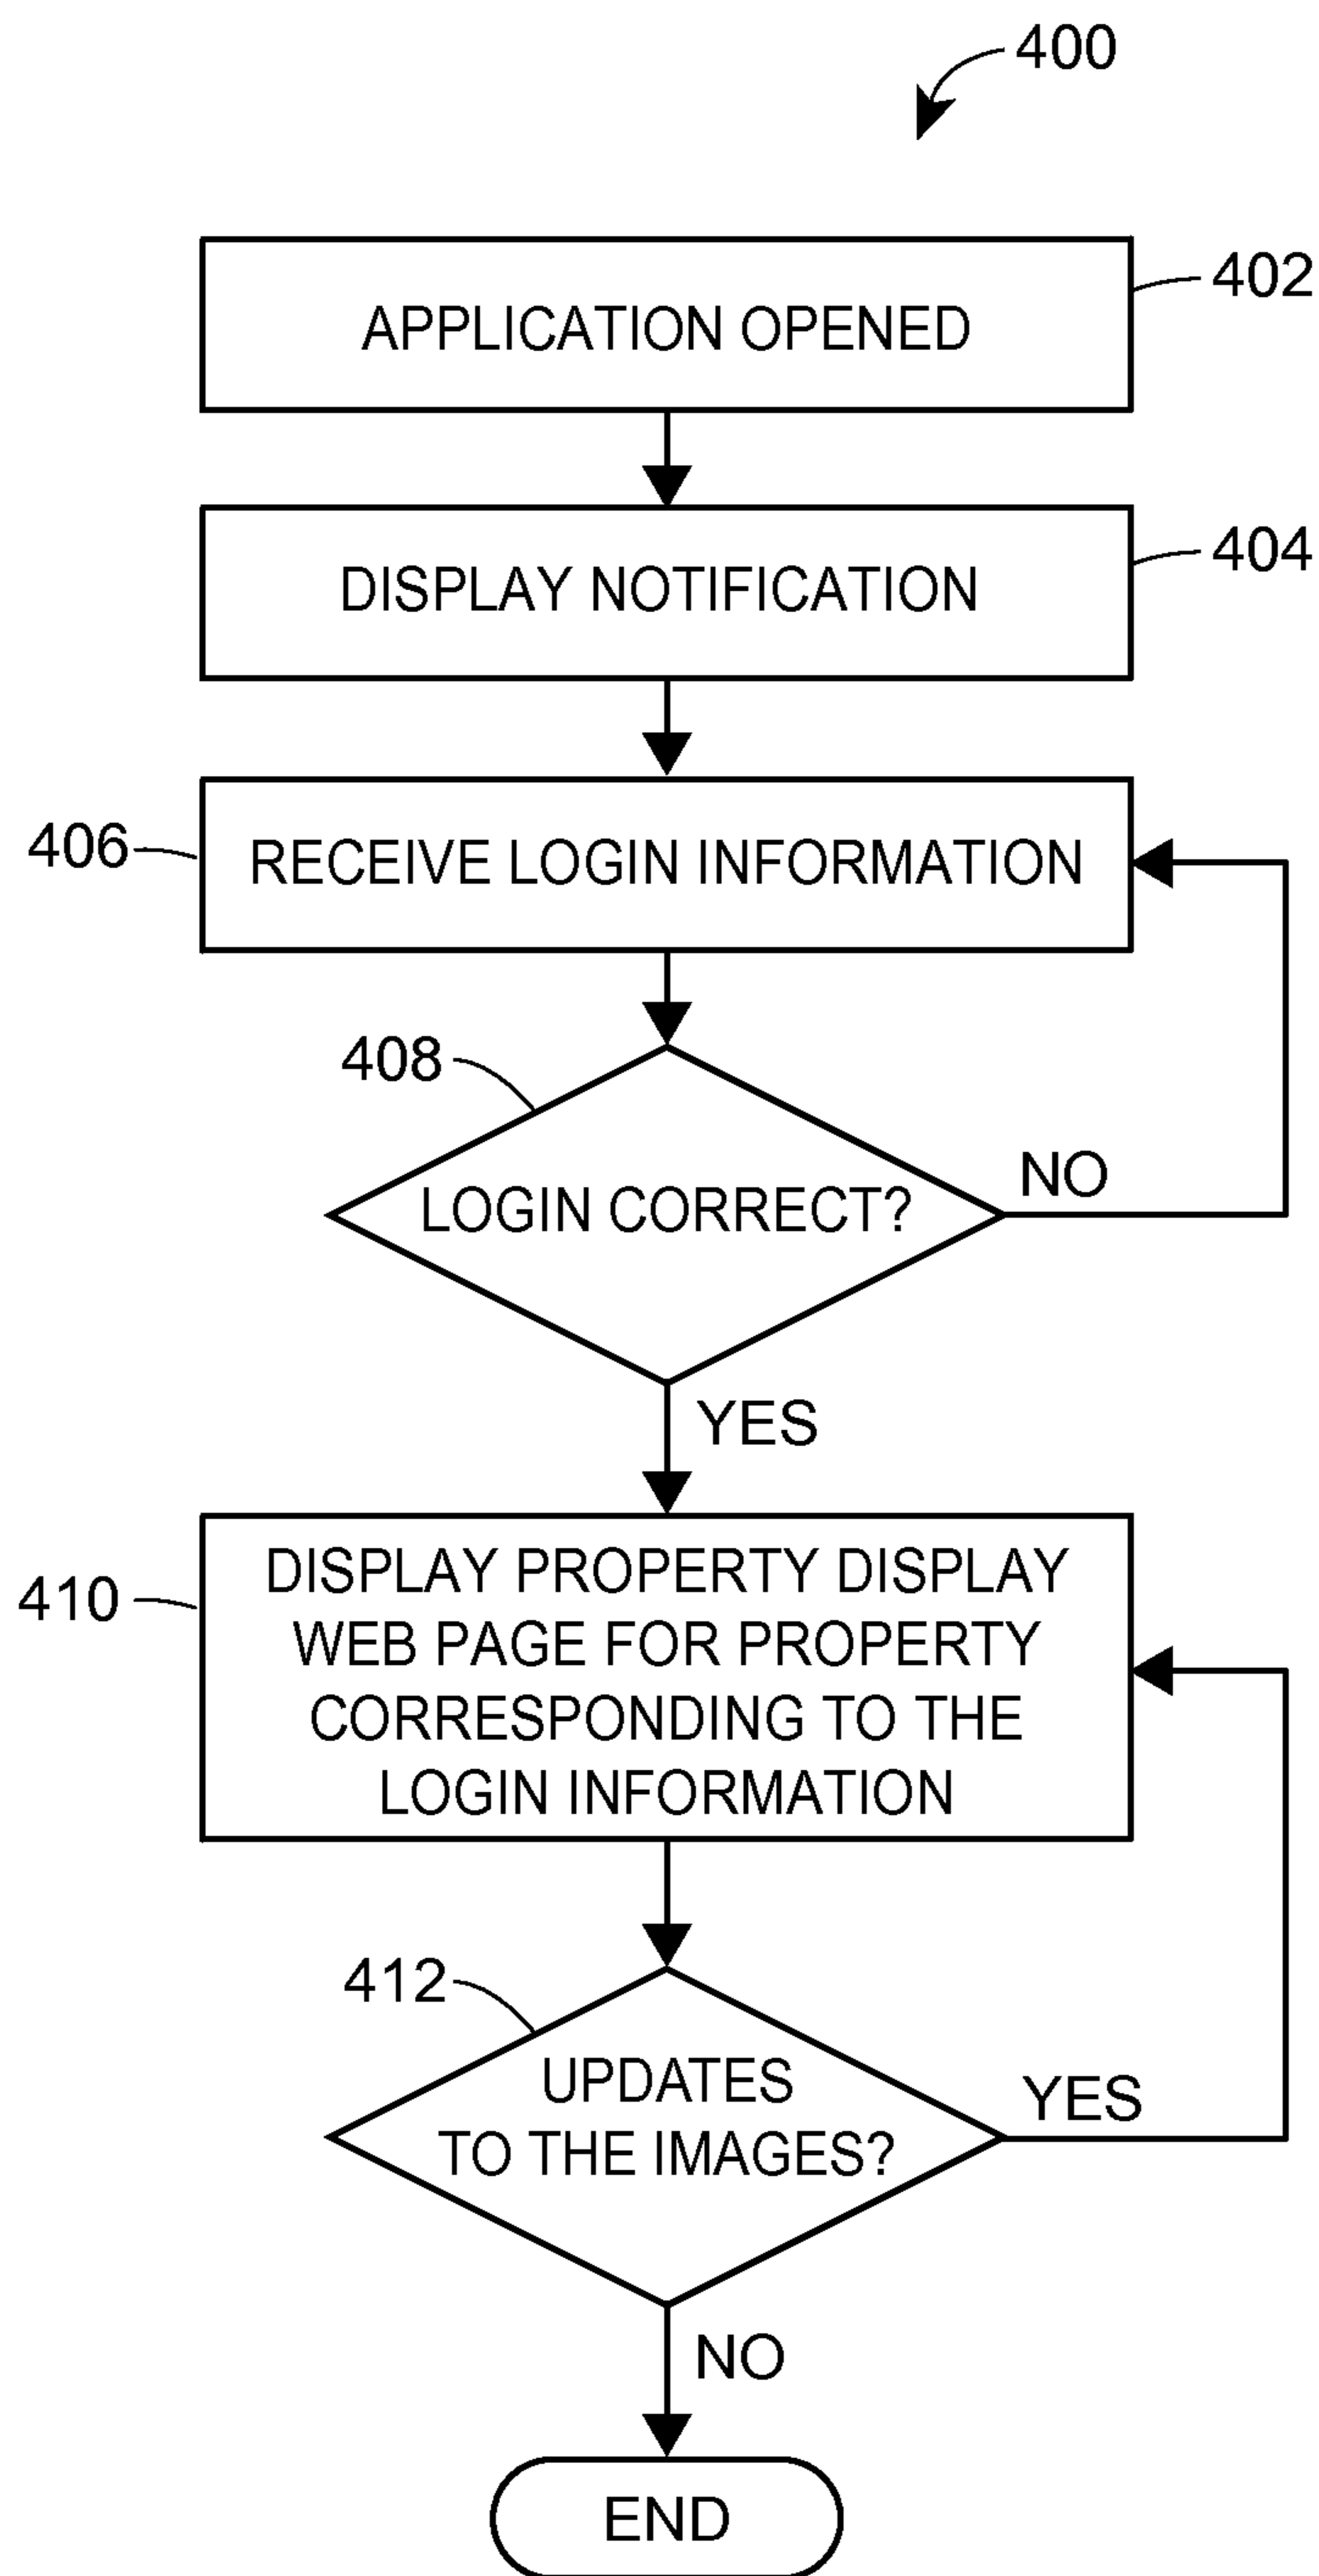 400
APPLICATION OPENED
402
DISPLAY NOTIFICATION
404
406
RECEIVE LOGIN INFORMATION
408
LOGIN CORRECT?
NO
YES
410
DISPLAY PROPERTY DISPLAY
WEB PAGE FOR PROPERTY
CORRESPONDING TO THE
LOGIN INFORMATION
412
UPDATES
TO THE IMAGES?
YES
NO
END